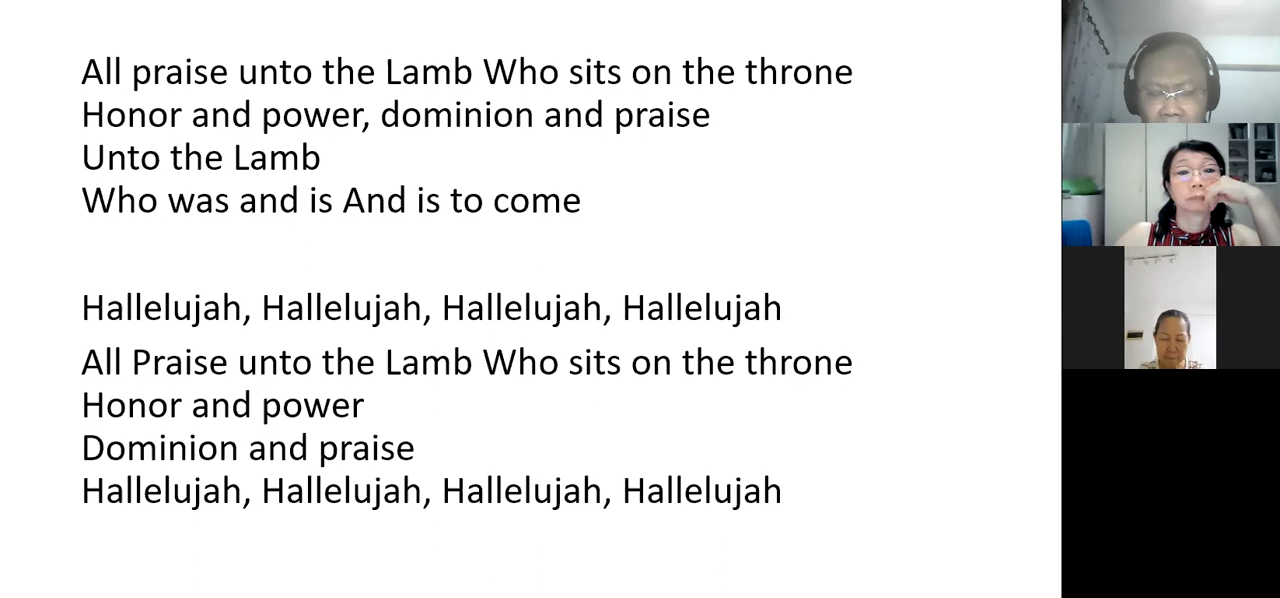 All praise unto the Lamb Who sits on the throne
Honor and power, dominion and praise
Unto the Lamb
Who was and is And is to come
Hallelujah, Hallelujah, Hallelujah, Hallelujah
All Praise unto the Lamb Who sits on the throne
Honor and power
Dominion and praise
Hallelujah, Hallelujah, Hallelujah, Hallelujah